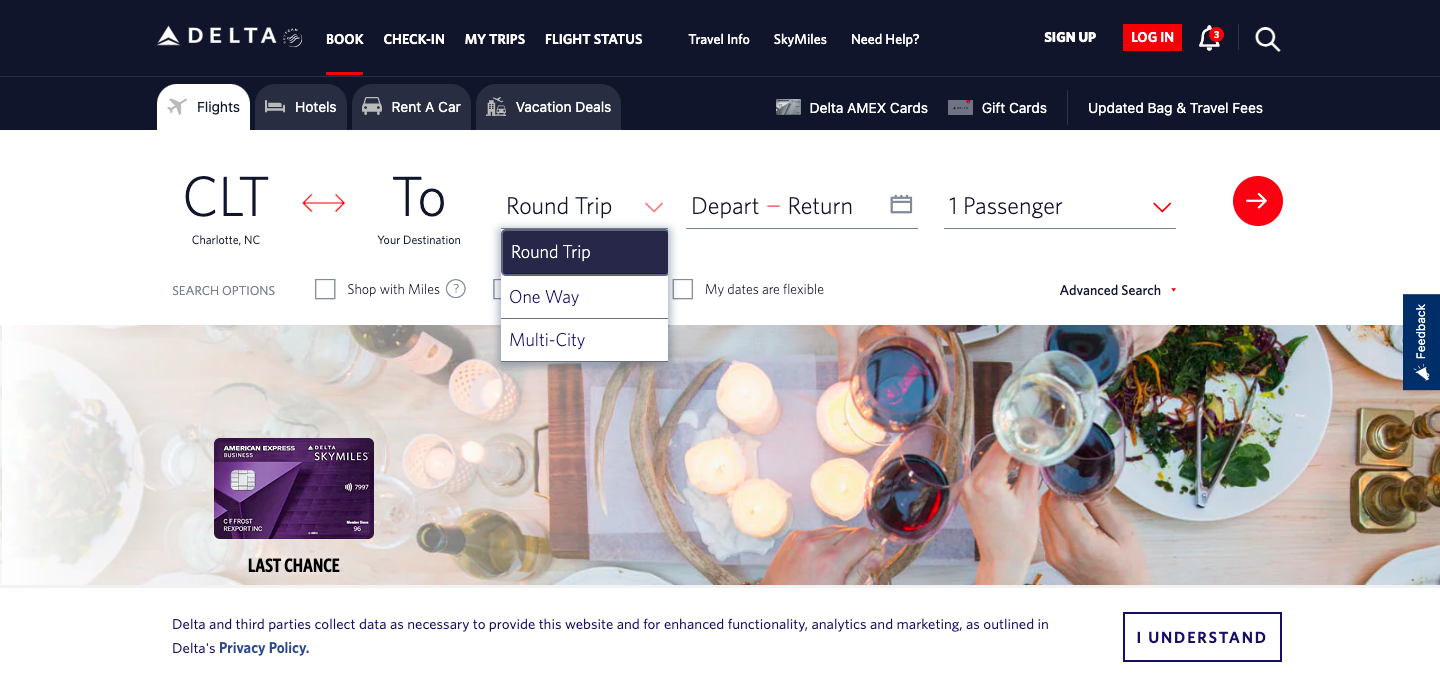 DELTA
BOOK CHECK-IN MY TRIPS FLIGHT STATUS Travel Info SkyMiles Need Help? SIGN UP LOG IN 3
Flights Hotels Rent A Car Vacation Deals Delta AMEX Cards Gift Cards Updated Bag & Travel Fees
CLT To
Round Trip Depart – Return 1 Passenger
Charlotte, NC Your Destination
Round Trip
One Way
Multi-City
SEARCH OPTIONS Shop with Miles ? My dates are flexible Advanced Search
Feedback
AMERICAN EXPRESS
BUSINESS
DELTA
SKYMILES
7997
C F FROST
REXPORT INC
Member Since
96
LAST CHANCE
Delta and third parties collect data as necessary to provide this website and for enhanced functionality, analytics and marketing, as outlined in
Delta's Privacy Policy.
I UNDERSTAND